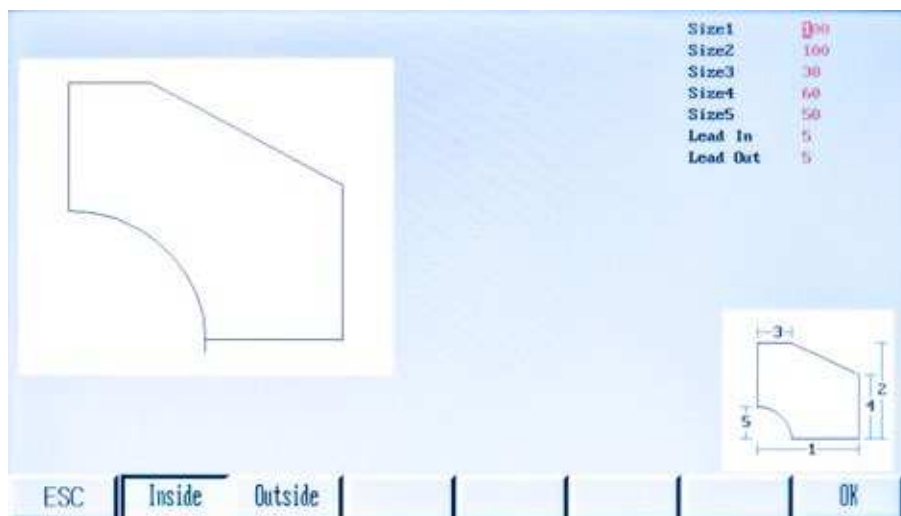 Size1 100
Size2 100
Size3 30
Size4 60
Size5 50
Lead In 5
Lead Out 5
3
2
4
5
1
ESC Inside Outside OK